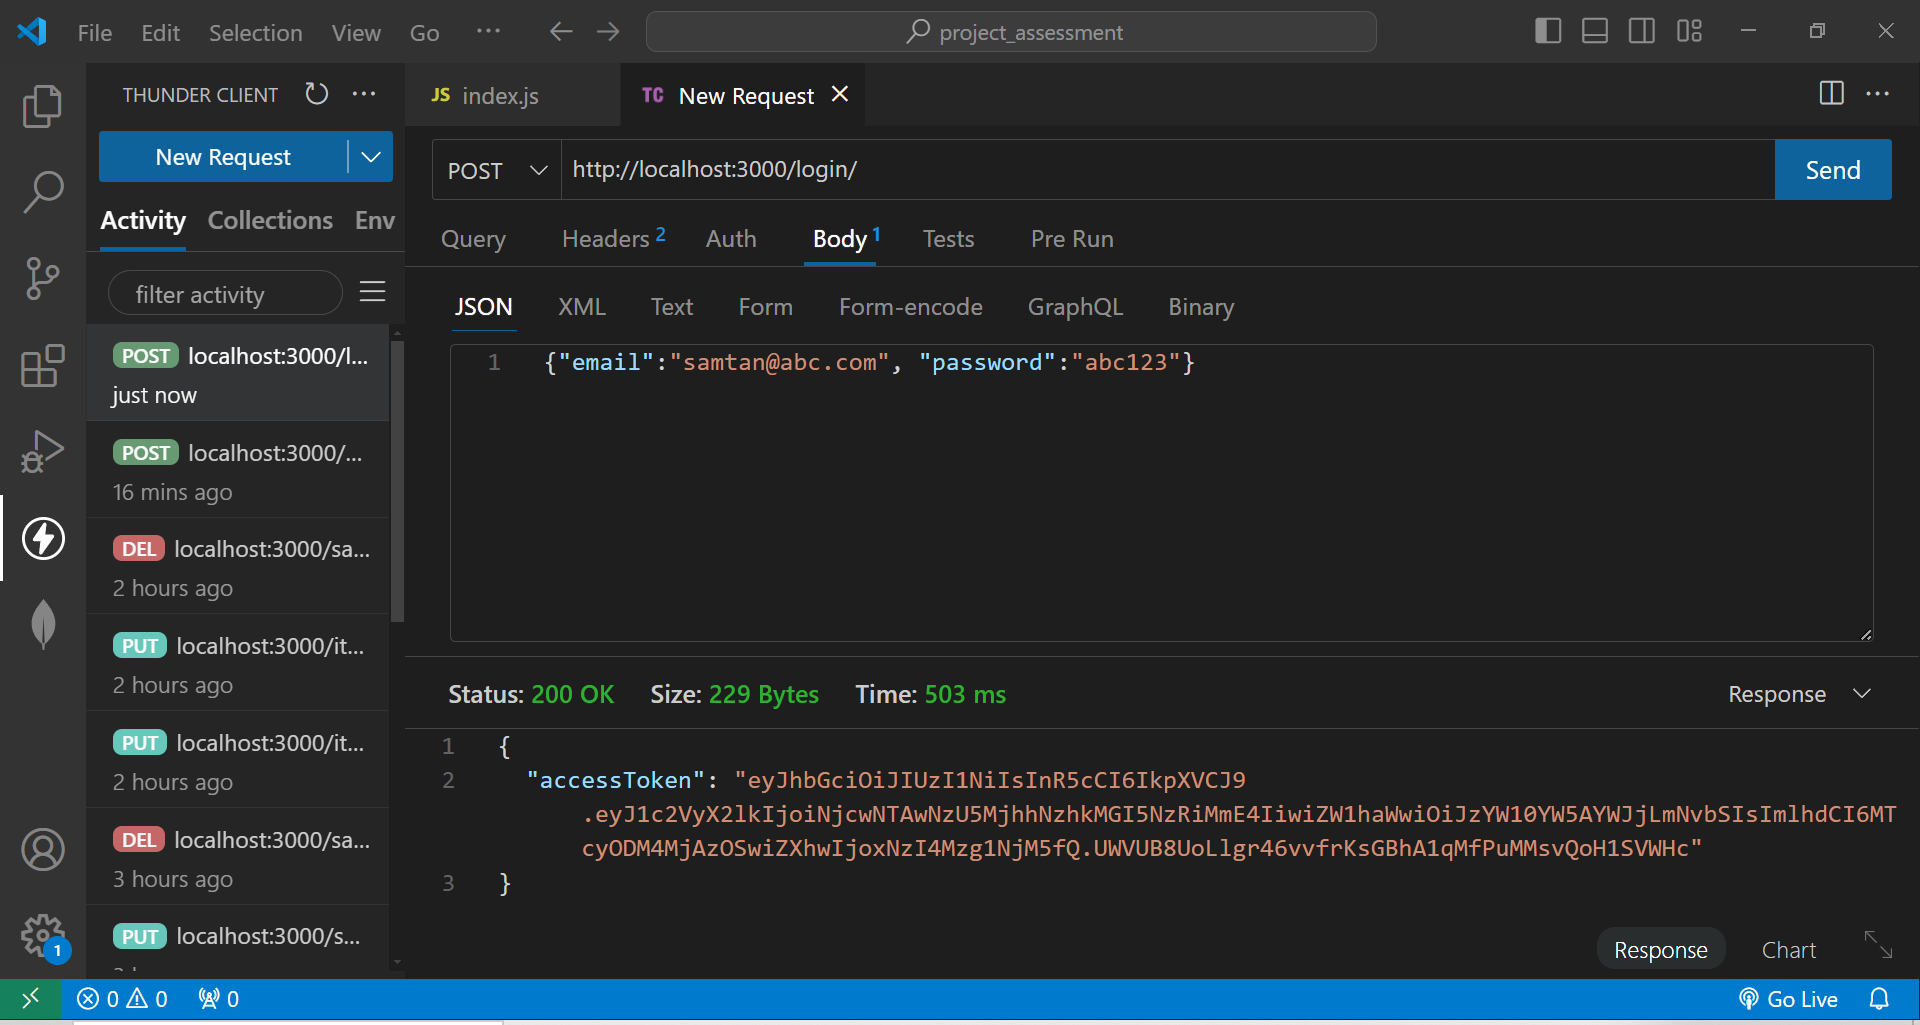 File Edit Selection View Go ...
project_assessment
THUNDER CLIENT ...
New Request
Activity Collections Env
filter activity
POST localhost:3000/l...
just now
POST localhost:3000/...
16 mins ago
DEL localhost:3000/sa...
2 hours ago
PUT localhost:3000/it...
2 hours ago
PUT localhost:3000/it...
2 hours ago
DEL localhost:3000/sa...
3 hours ago
PUT localhost:3000/s...
JS index.js
TC New Request
POST http://localhost:3000/login/ Send
Query Headers 2 Auth Body 1 Tests Pre Run
JSON XML Text Form Form-encode GraphQL Binary
1 {"email":"samtan@abc.com", "password":"abc123"}
Status: 200 OK Size: 229 Bytes Time: 503 ms Response
1 {
2 "accessToken": "eyJhbGciOiJIUzI1NiIsInR5cCI6IkpXVCJ9
.eyJ1c2VyX2lkIjoiNjcwNTAwNzU5MjhhNzhkMGI5NzRiMmE4IiwiZW1haWwiOiJzYW10YW5AYWJjLmNvbSIsImlhdCI6MT
cyODM4MjAzOSwiZXhwIjoxNzI4Mzg1NjM5fQ.UWVUB8UoLlgr46vvfrKsGBhA1qMfPuMMsvQoH1SVWHc"
3 }
Response Chart
1
0 0 0 Go Live